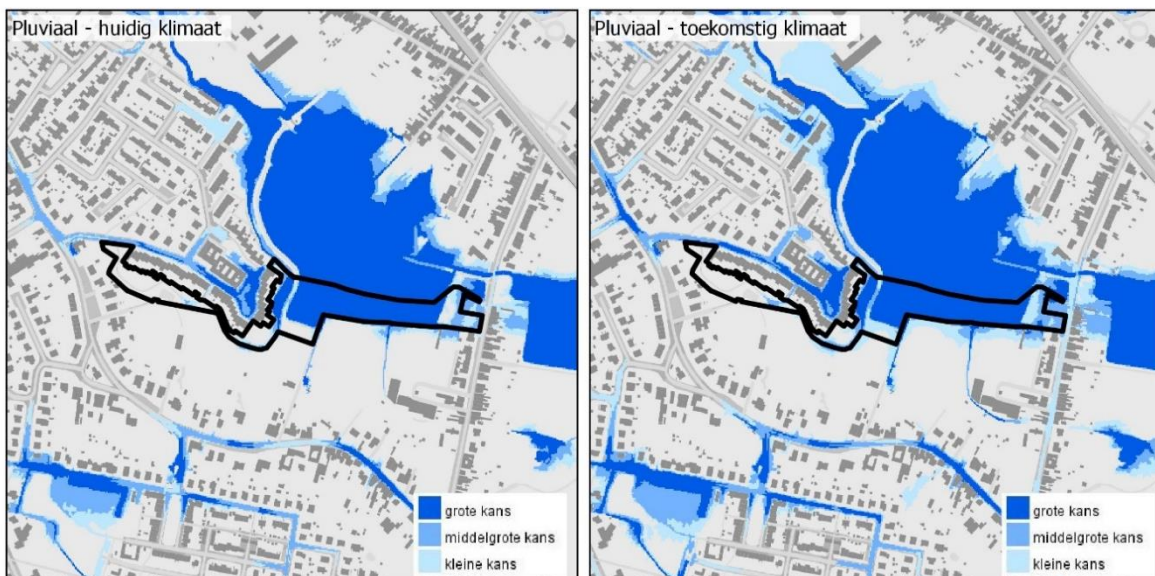 Pluviaal - huidig klimaat
grote kans
middelgrote kans
kleine kans
Pluviaal - toekomstig klimaat
grote kans
middelgrote kans
kleine kans